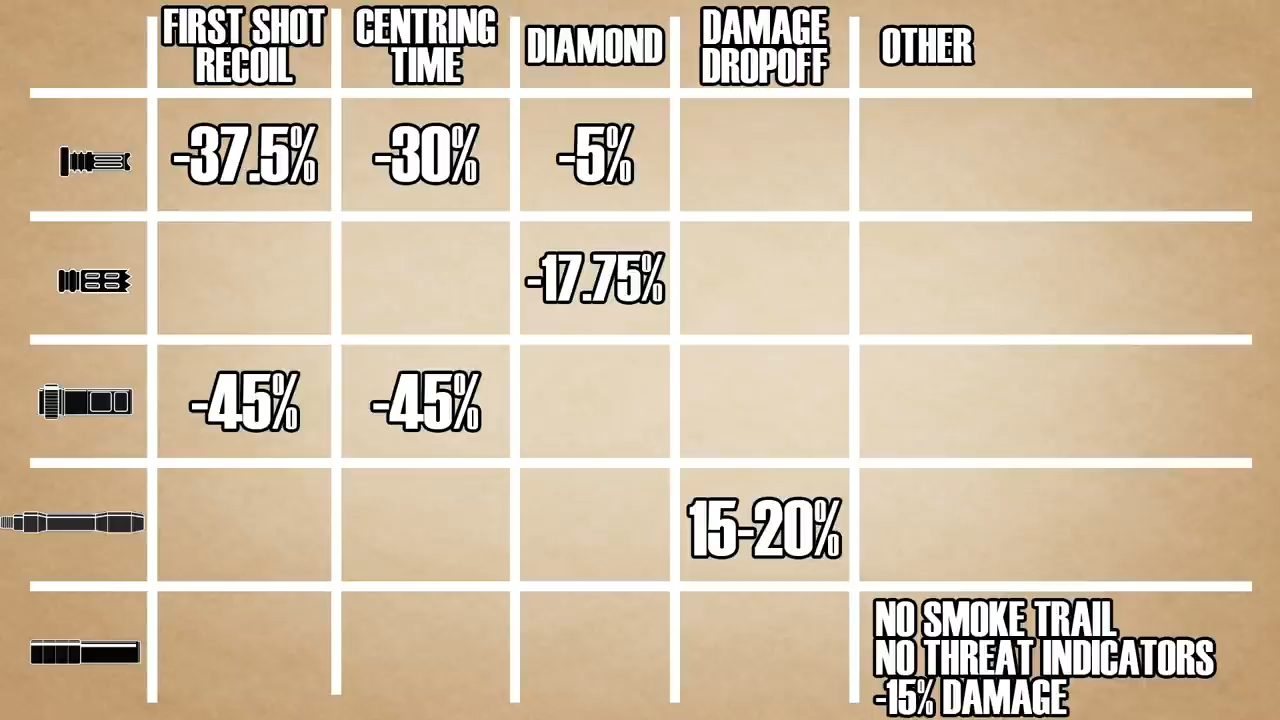 FIRST SHOT
RECOIL
CENTRING
TIME
DIAMOND
DAMAGE
DROPOFF
OTHER
-37.5%
-30%
-5%
-17.75%
-45%
-45%
15-20%
NO SMOKE TRAIL
NO THREAT INDICATORS
-15% DAMAGE